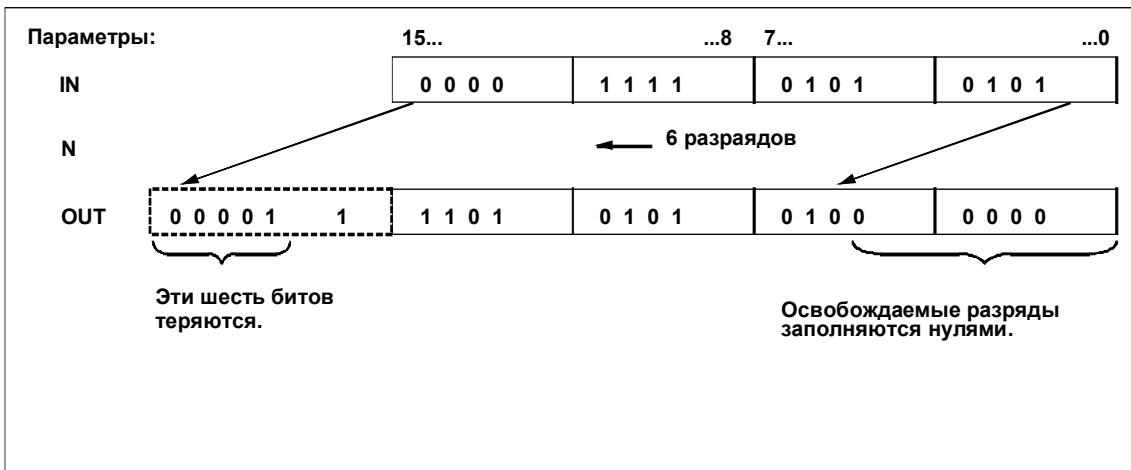 Параметры: 15... ...8 7... ...0
IN 0 0 0 0 1 1 1 1 0 1 0 1 0 1 0 1
N 6 разраядов
OUT 0 0 0 0 1 1 1 1 0 1 0 1 0 1 0 1 0 0 0 0 0 0
Эти шесть битов
теряются.
Освобождаемые разряды
заполняются нулями.